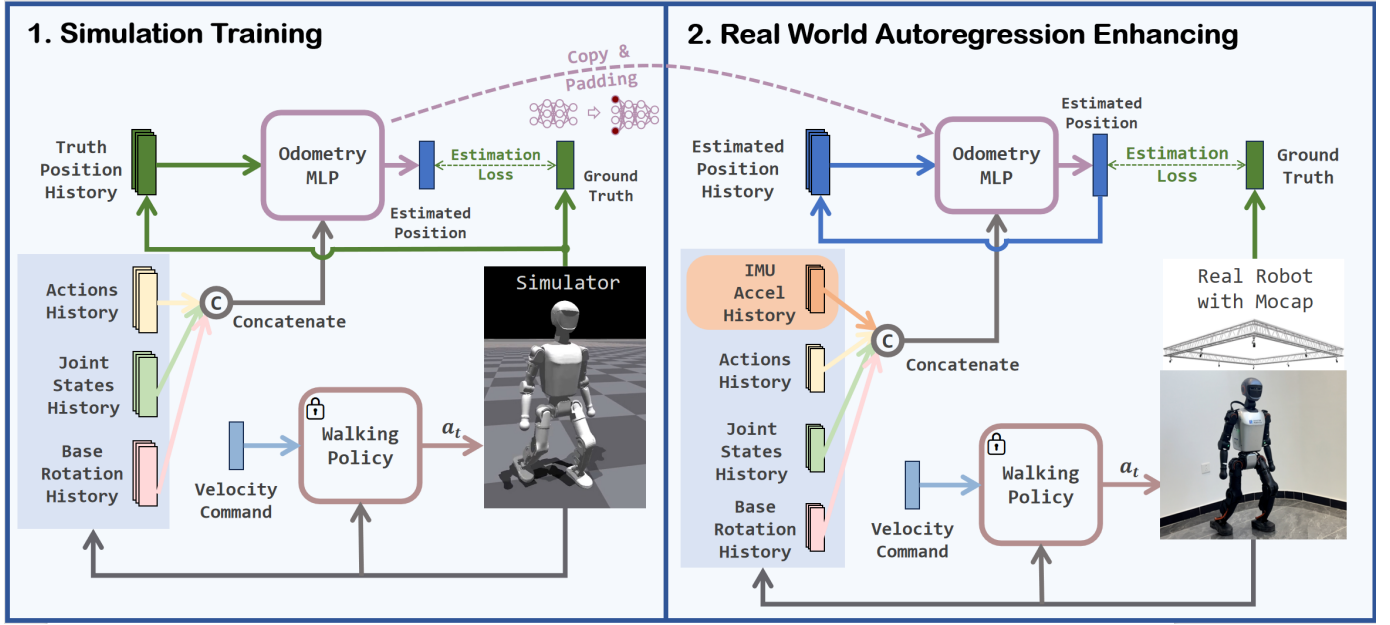 1. Simulation Training
Copy &
Padding
Truth
Position
History
Odometry
MLP
Estimation
Loss
Ground
Truth
Estimated
Position
Actions
History
Joint
States
History
Base
Rotation
History
C
Concatenate
Simulator
Velocity
Command
Walking
Policy
a_t
2. Real World Autoregression Enhancing
Estimated
Position
History
Odometry
MLP
Estimated
Position
Estimation
Loss
Ground
Truth
IMU
Accel
History
Actions
History
Joint
States
History
Base
Rotation
History
C
Concatenate
Real Robot
with Mocap
Velocity
Command
Walking
Policy
a_t